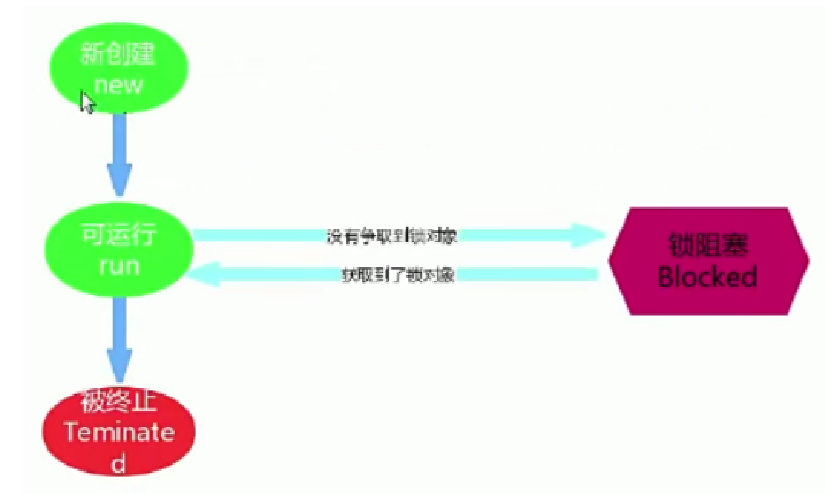 新创建
new
可运行
run
没有争取到锁对象
获取到了锁对象
锁阻塞
Blocked
被终止
Teminate
d